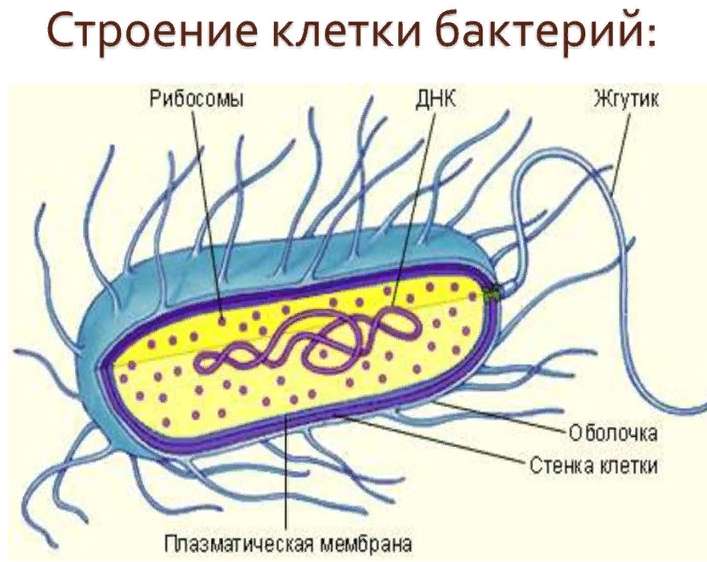 Строение клетки бактерий:
Рибосомы
ДНК
Жгутик
Оболочка
Стенка клетки
Плазматическая мембрана